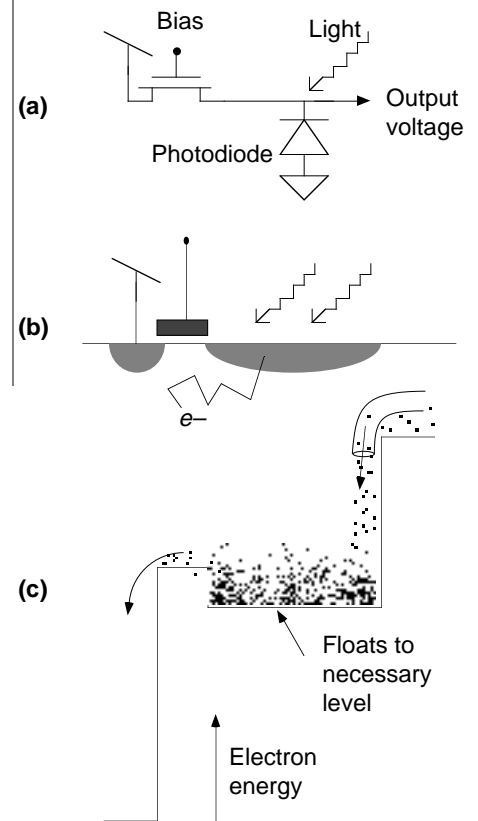 Bias
Light
(a)
Output
voltage
Photodiode
(b)
e–
(c)
Floats to
necessary
level
Electron
energy